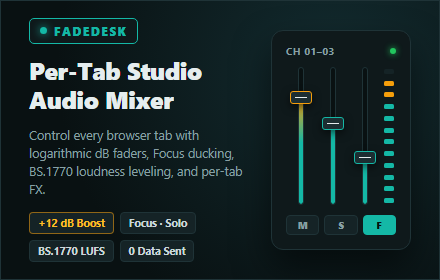 FADEDESK
Per-Tab Studio
Audio Mixer
Control every browser tab with
logarithmic dB faders, Focus ducking,
BS.1770 loudness leveling, and per-tab
FX.
+12 dB Boost
Focus · Solo
BS.1770 LUFS
0 Data Sent
CH 01–03
M
S
F